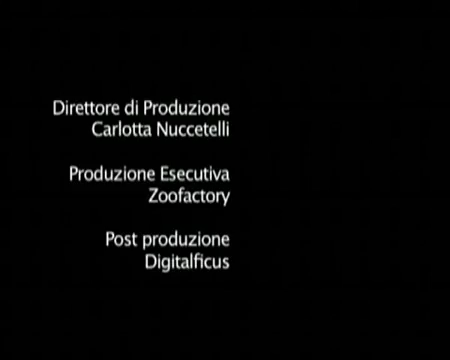 Direttore di Produzione
Carlotta Nuccetelli
Produzione Esecutiva
Zoofactory
Post produzione
Digitalficus